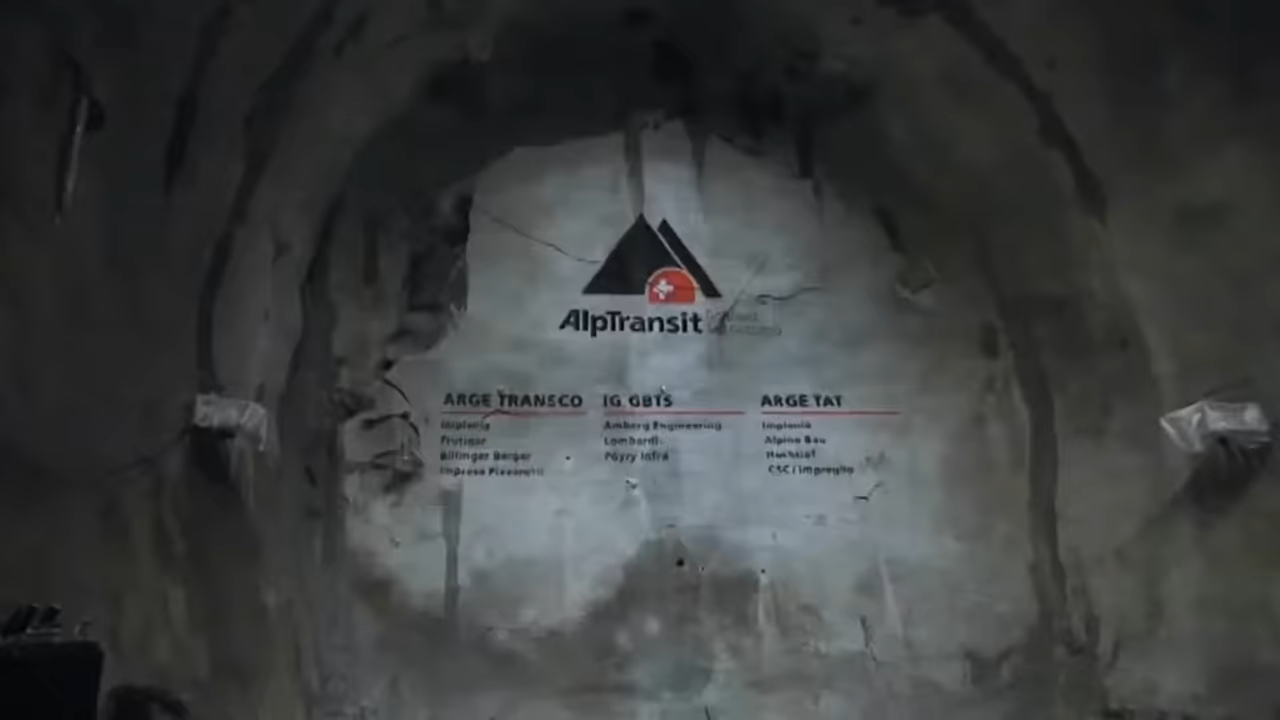 AlpTransit
ARGE TRANSCO
Implenia
Frutiger
Bilfinger Berger
Impresa Pizzarotti
IG GBTS
Amberg Engineering
Lombardi
Pöyry Infra
ARGE TAT
Implenia
Alpine Bau
Hochtief
CSC / Impreglio